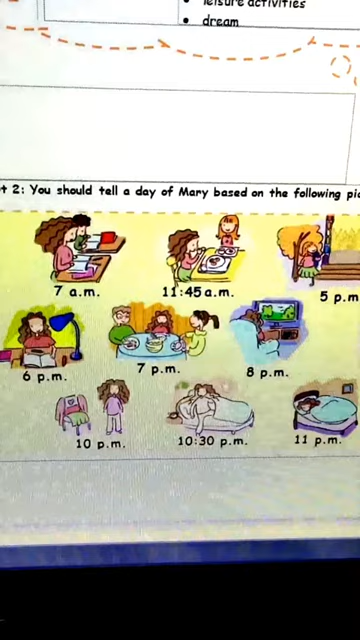 leisure activities
dream
2: You should tell a day of Mary based on the following
7 a.m.
11:45 a.m.
5 p.m
6 p.m.
7 p.m.
8 p.m.
10 p.m.
10:30 p.m.
11 p.m.